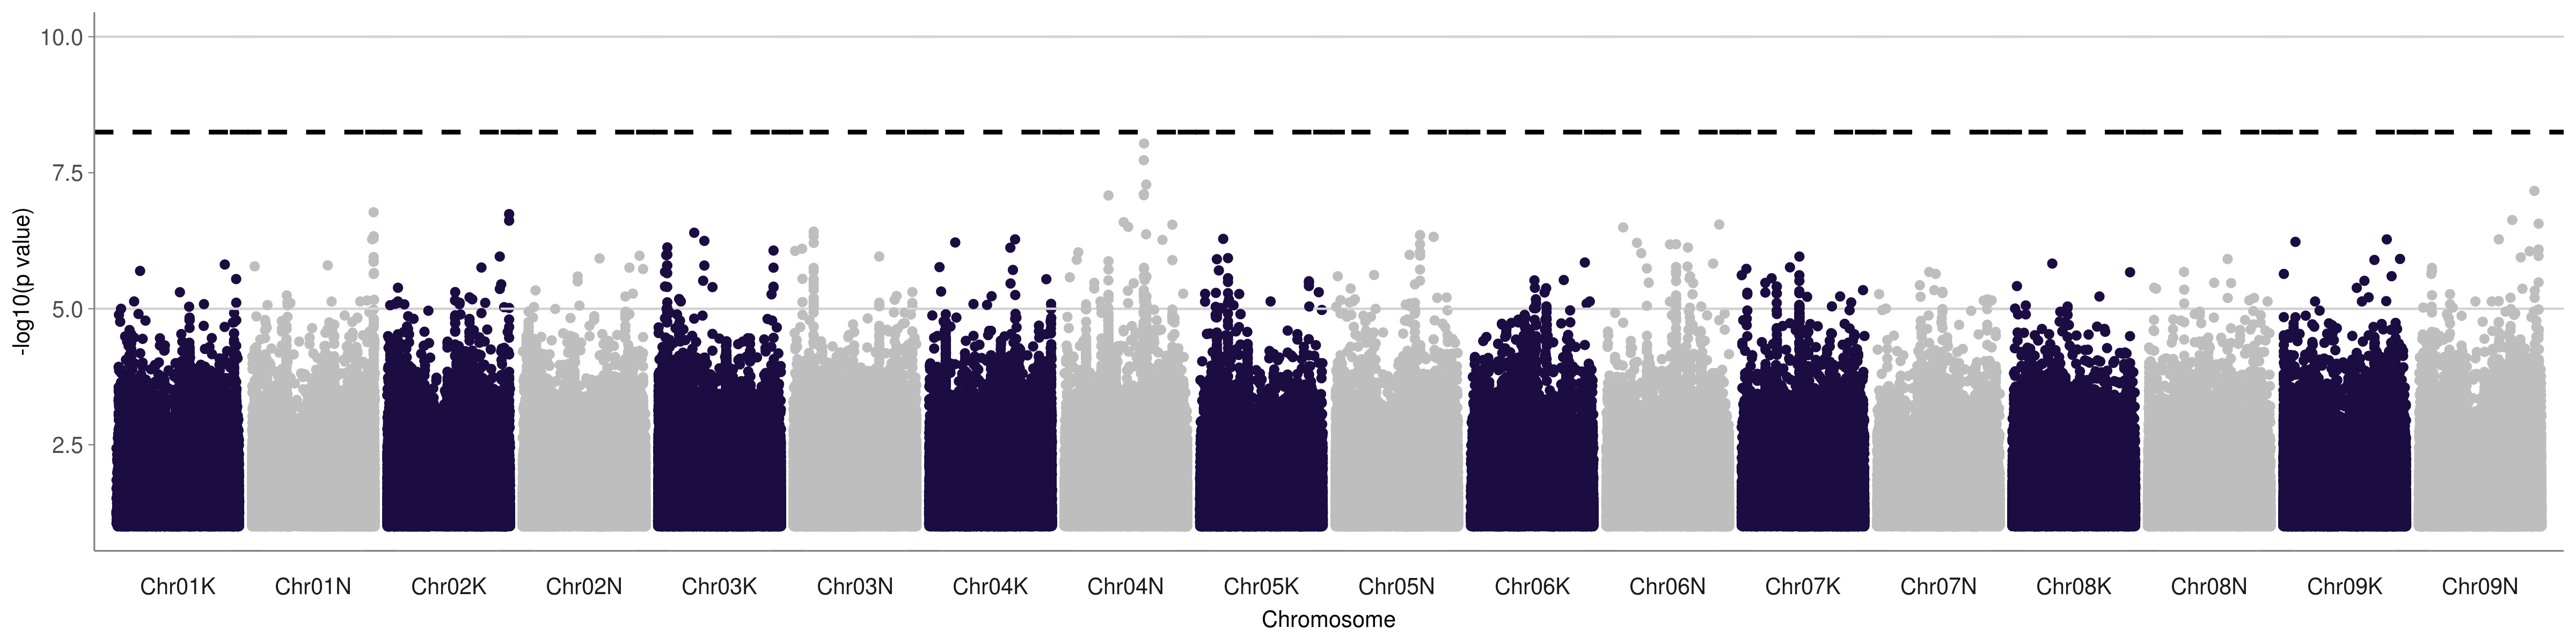 -log10(p value)
10.0
7.5
5.0
2.5
Chr01K Chr01N Chr02K Chr02N Chr03K Chr03N Chr04K Chr04N Chr05K Chr05N Chr06K Chr06N Chr07K Chr07N Chr08K Chr08N Chr09K Chr09N
Chromosome